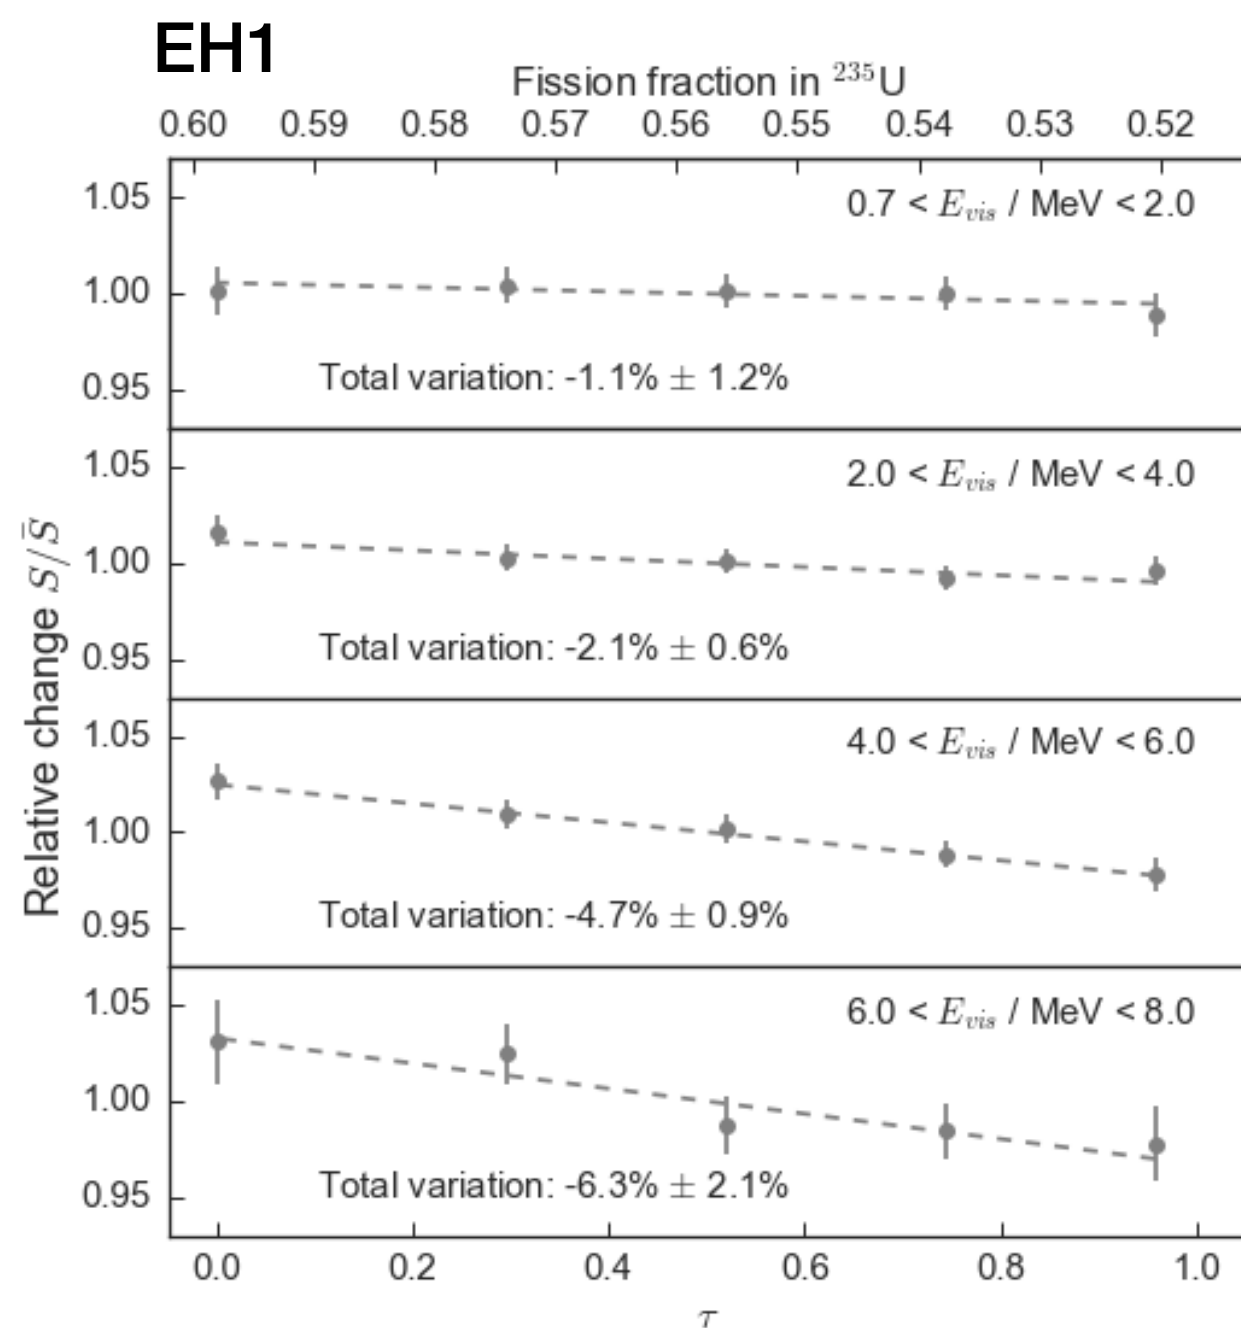 EH1
Fission fraction in ²³⁵U
0.60 0.59 0.58 0.57 0.56 0.55 0.54 0.53 0.52
Relative change S/S̄
0.7 < E_vis / MeV < 2.0
1.05
1.00
0.95
Total variation: -1.1% ± 1.2%
2.0 < E_vis / MeV < 4.0
1.05
1.00
0.95
Total variation: -2.1% ± 0.6%
4.0 < E_vis / MeV < 6.0
1.05
1.00
0.95
Total variation: -4.7% ± 0.9%
6.0 < E_vis / MeV < 8.0
1.05
1.00
0.95
Total variation: -6.3% ± 2.1%
0.0 0.2 0.4 0.6 0.8 1.0
τ